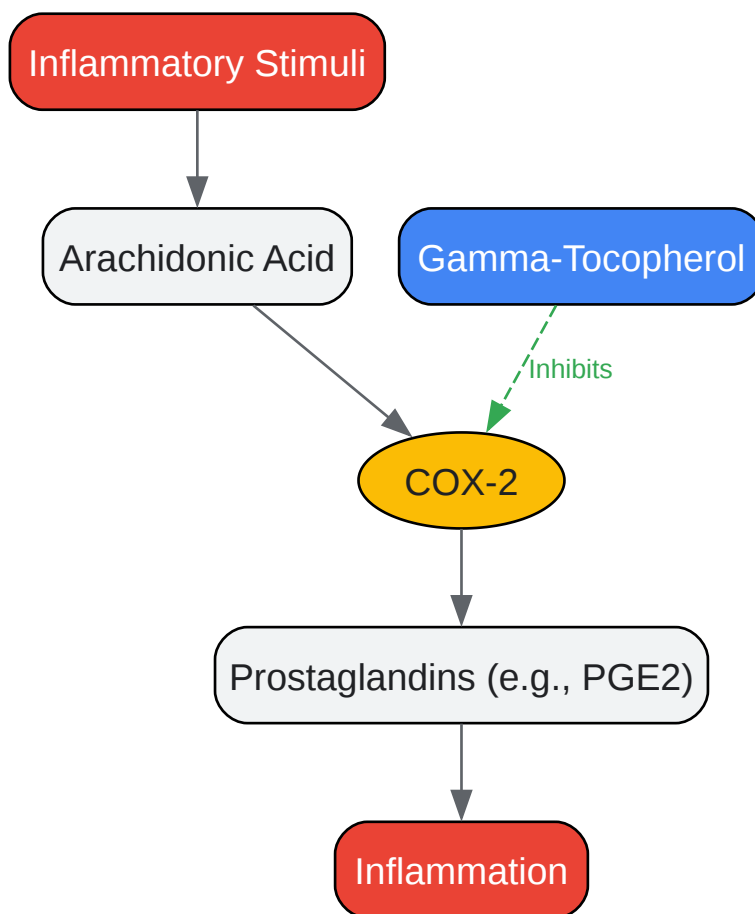 Inflammatory Stimuli
Arachidonic Acid
Gamma-Tocopherol
Inhibits
COX-2
Prostaglandins (e.g., PGE2)
Inflammation